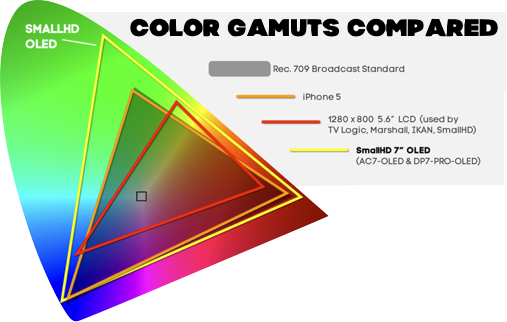 COLOR GAMUTS COMPARED
SMALLHD
OLED
Rec. 709 Broadcast Standard
iPhone 5
1280 x 800 5.6" LCD (used by
TV Logic, Marshall, IKAN, SmallHD)
SmallHD 7" OLED
(AC7-OLED & DP7-PRO-OLED)